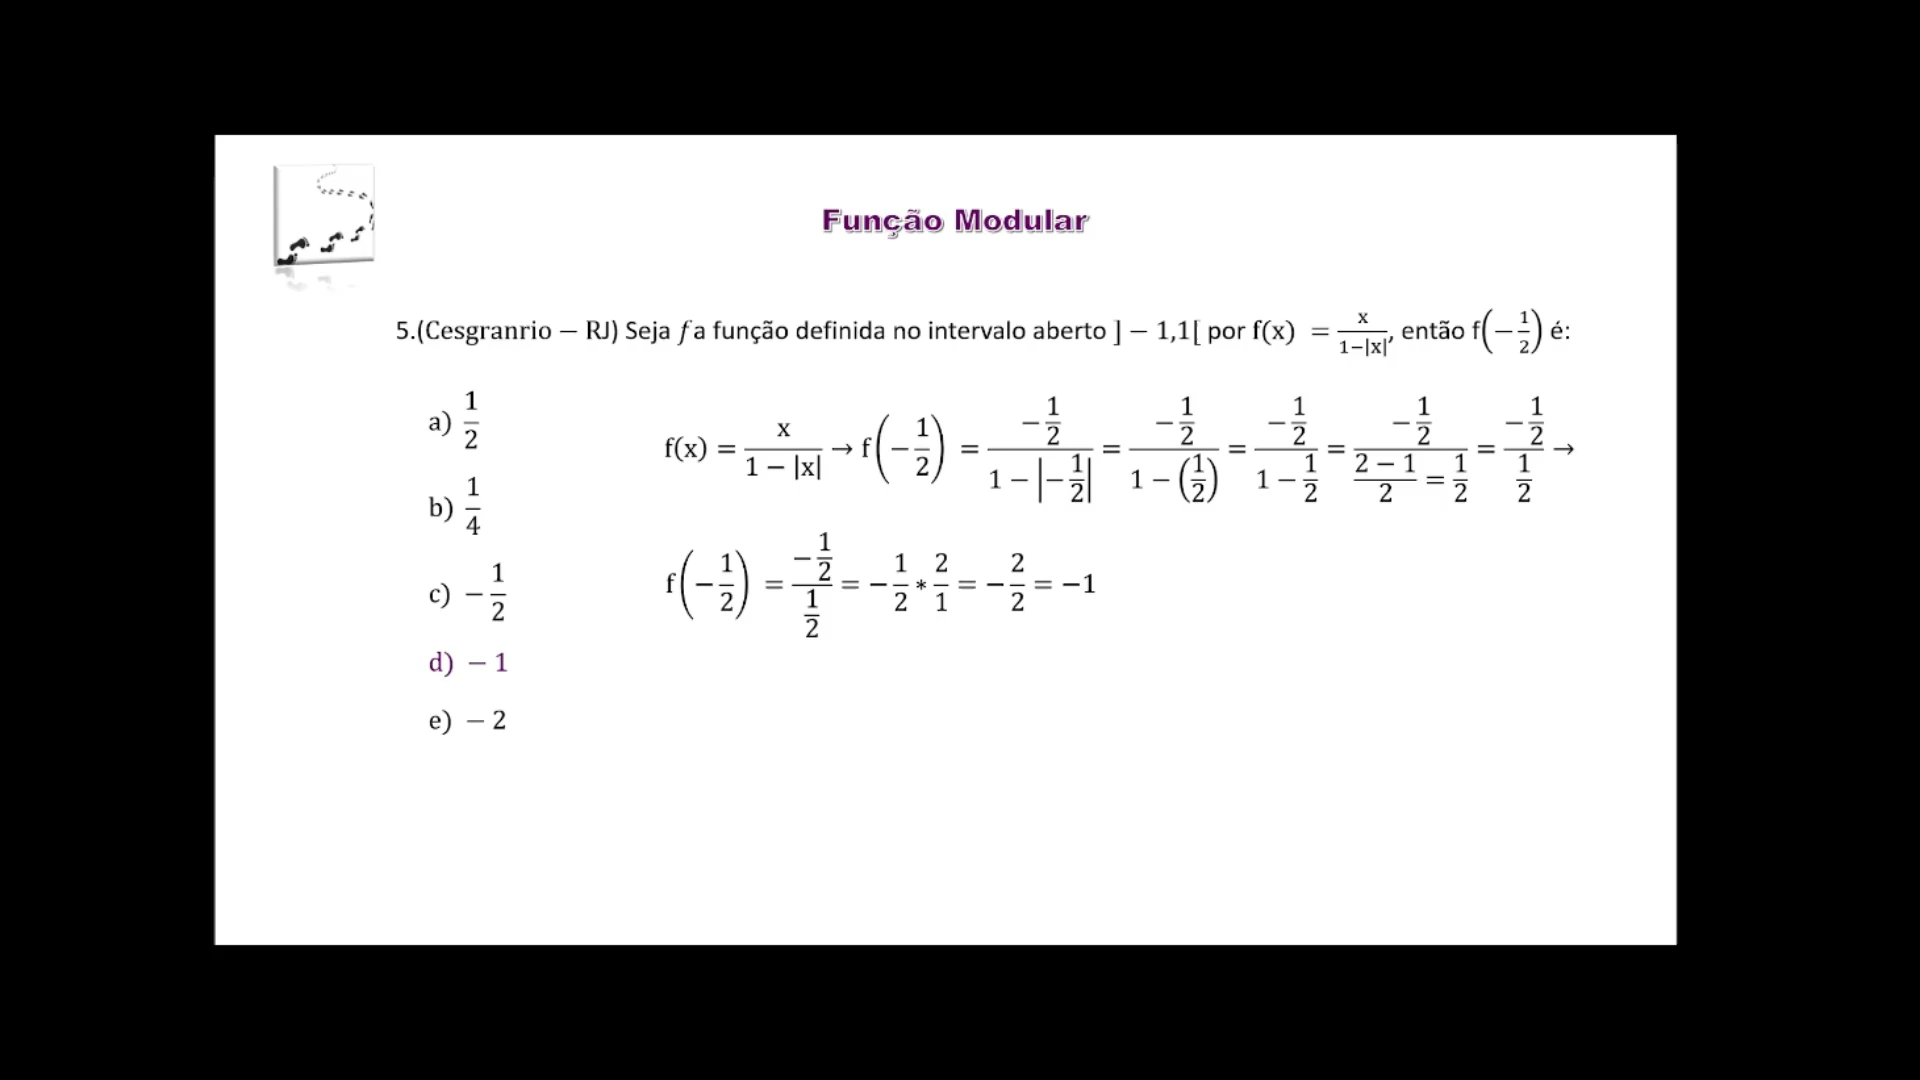 Função Modular
5.(Cesgranrio − RJ) Seja f a função definida no intervalo aberto ] − 1,1[ por f(x) = x/(1−|x|), então f(−1/2) é:
a) 1/2
f(x) = x/(1 − |x|) → f(−1/2) = (−1/2)/(1 − |−1/2|) = (−1/2)/(1 − (1/2)) = (−1/2)/(1 − 1/2) = (−1/2)/((2 − 1)/2 = 1/2) = (−1/2)/(1/2) →
b) 1/4
c) − 1/2
f(−1/2) = (−1/2)/(1/2) = −1/2 * 2/1 = −2/2 = −1
d) − 1
e) − 2